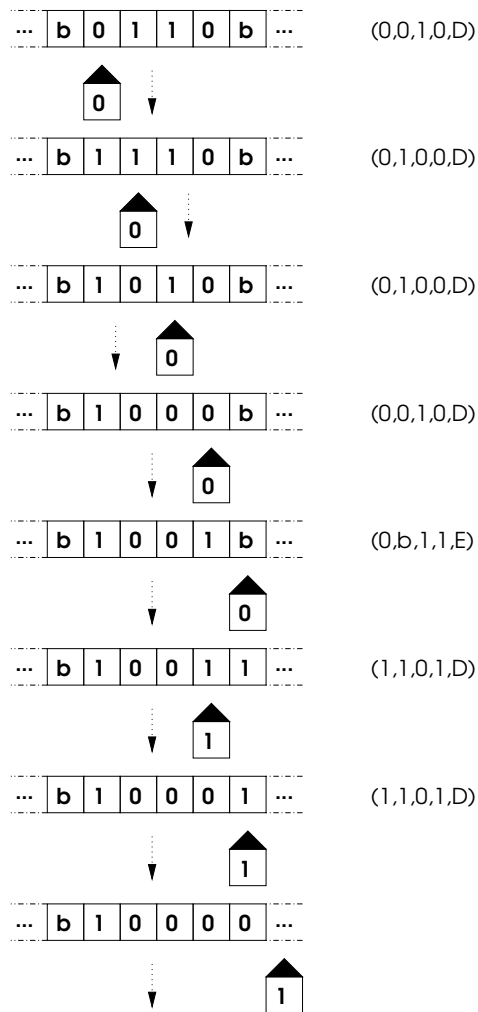 ... b 0 1 1 0 b ... (0,0,1,0,D)
0
... b 1 1 1 0 b ... (0,1,0,0,D)
0
... b 1 0 1 0 b ... (0,1,0,0,D)
0
... b 1 0 0 0 b ... (0,0,1,0,D)
0
... b 1 0 0 1 b ... (0,b,1,1,E)
0
... b 1 0 0 1 1 ... (1,1,0,1,D)
1
... b 1 0 0 0 1 ... (1,1,0,1,D)
1
... b 1 0 0 0 0 ...
1